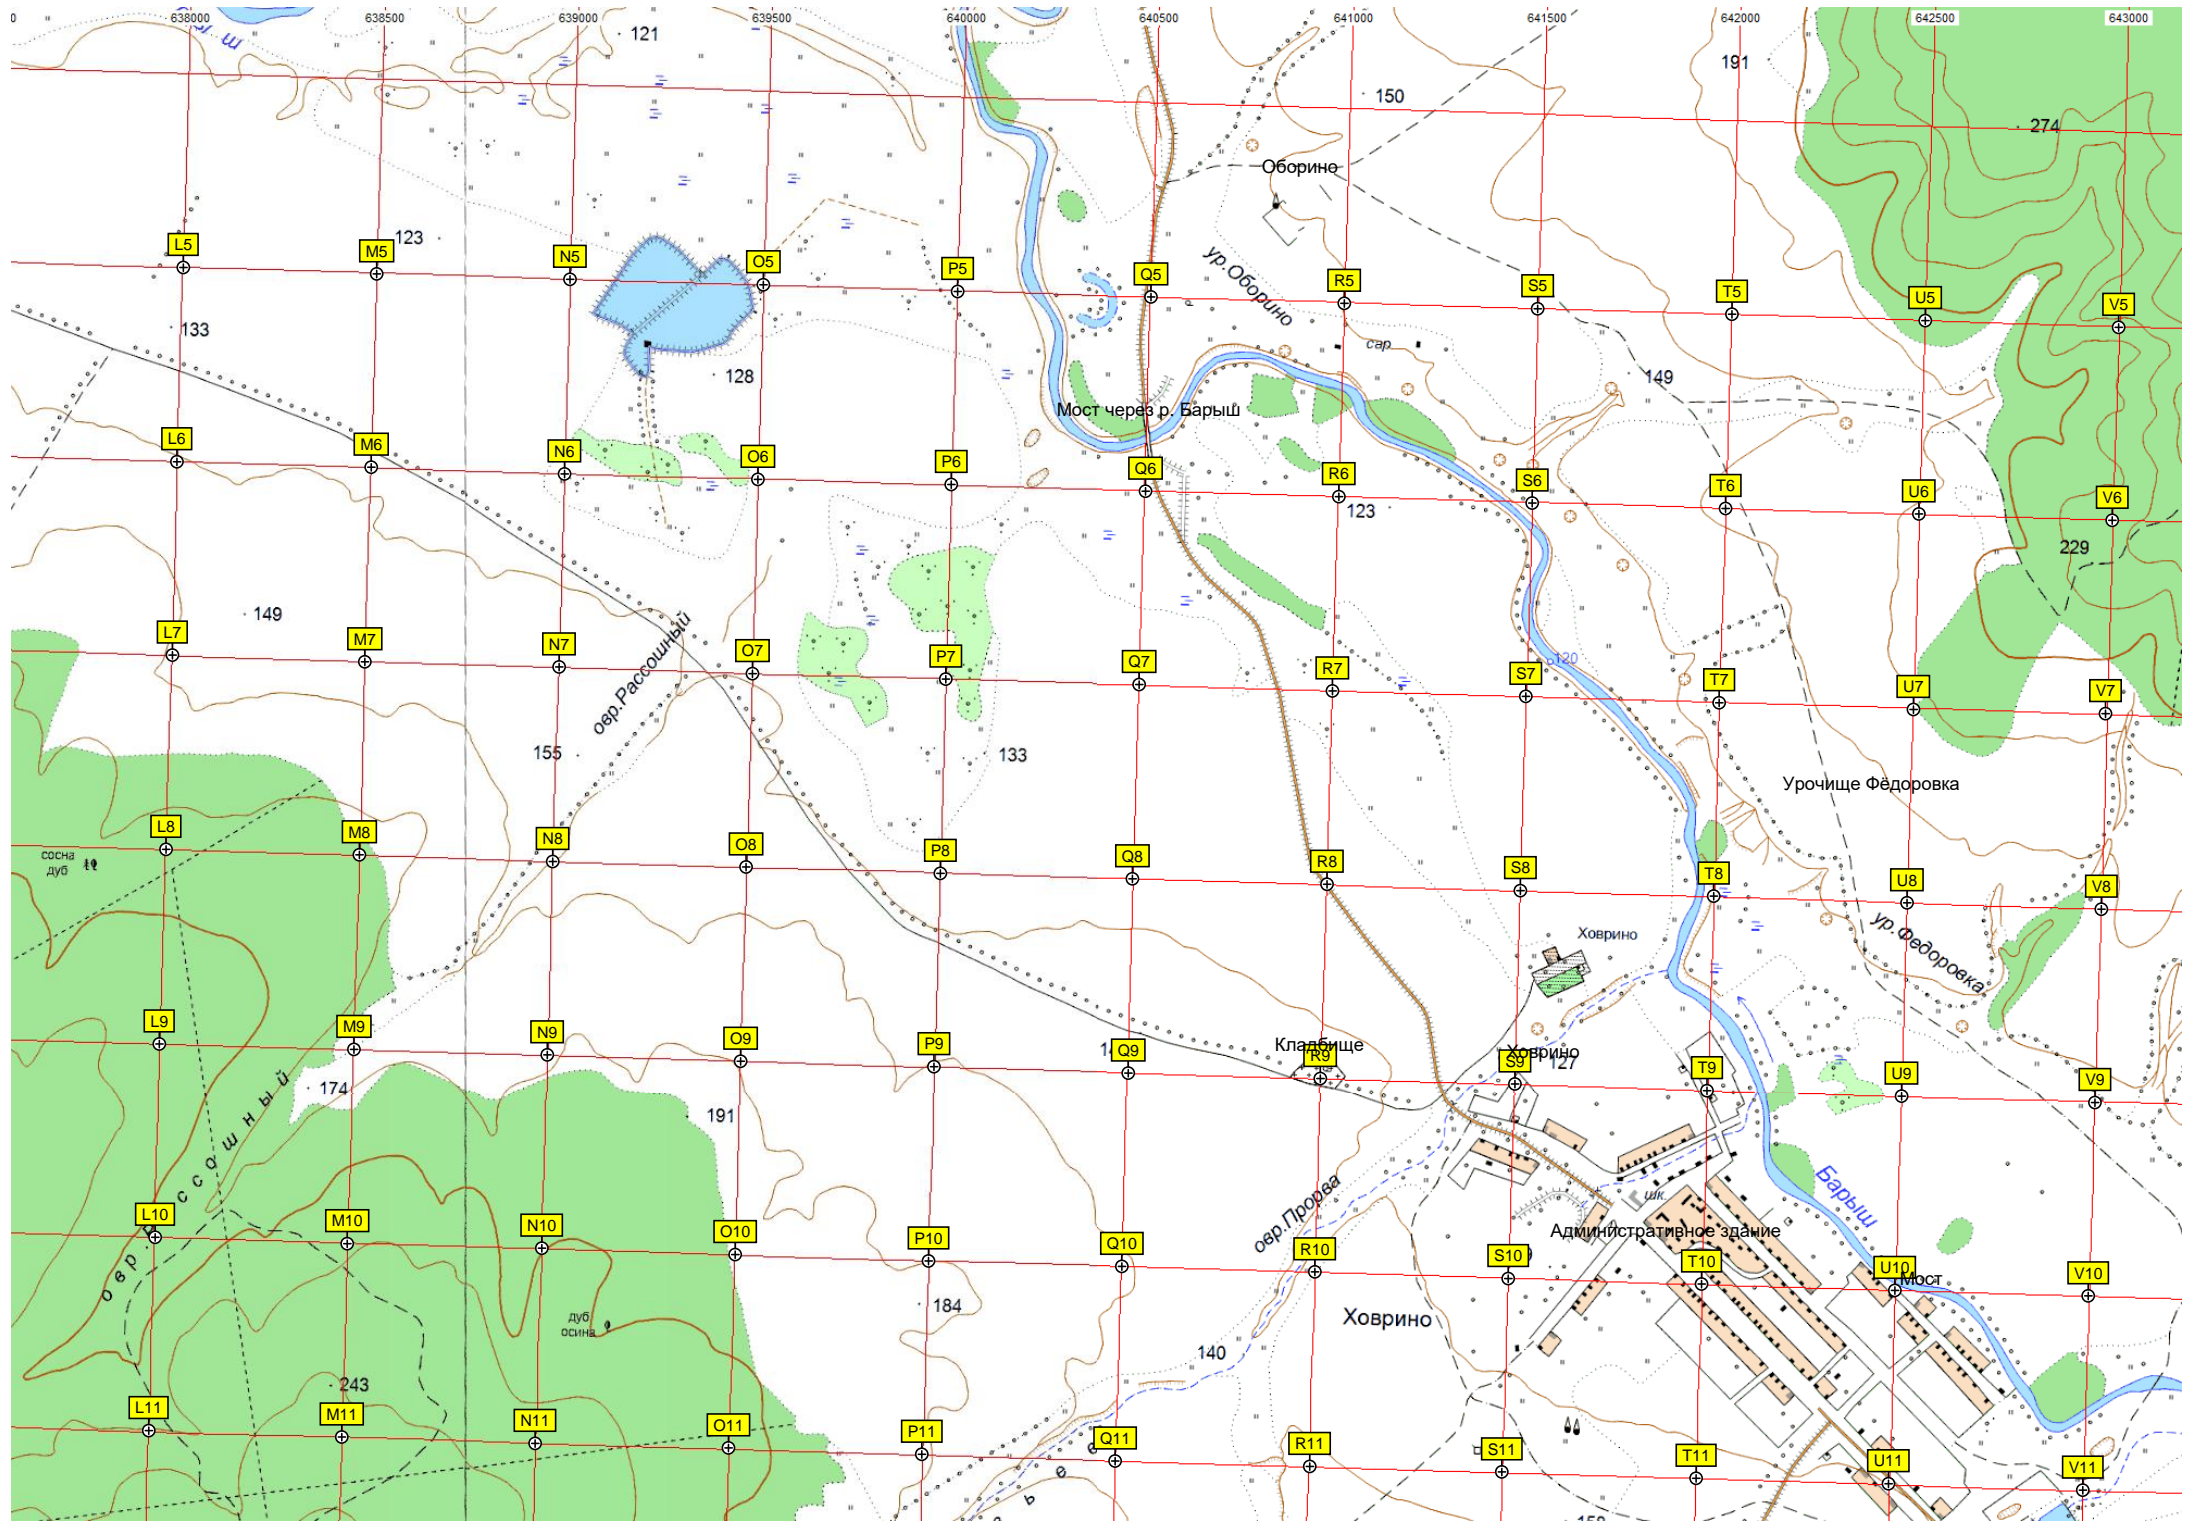 0 638000 638500 639000 639500 640000 640500 641000 641500 642000 642500 643000
121
191
150
274
Оборино
ур.Оборино
L5 M5 123 N5 O5 P5 Q5 R5 S5 T5 U5 V5
133
128
сар.
149
Мост через р. Барыш
L6 M6 N6 O6 P6 Q6 R6 S6 T6 U6 V6
123
229
149
овр.Рассошный
L7 M7 N7 O7 P7 Q7 R7 S7 T7 U7 V7
120
155
133
Урочище Фёдоровка
L8 M8 N8 O8 P8 Q8 R8 S8 T8 U8 V8
сосна
дуб
Ховрино
ур.Федоровка
L9 M9 N9 O9 P9 Q9 R9 S9 T9 U9 V9
Кладбище
Ховрино
127
174
191
овр.Прорва
шк.
Барыш
Административное здание
L10 M10 N10 O10 P10 Q10 R10 S10 T10 U10 V10
Мост
184
дуб
осина
Ховрино
140
243
L11 M11 N11 O11 P11 Q11 R11 S11 T11 U11 V11